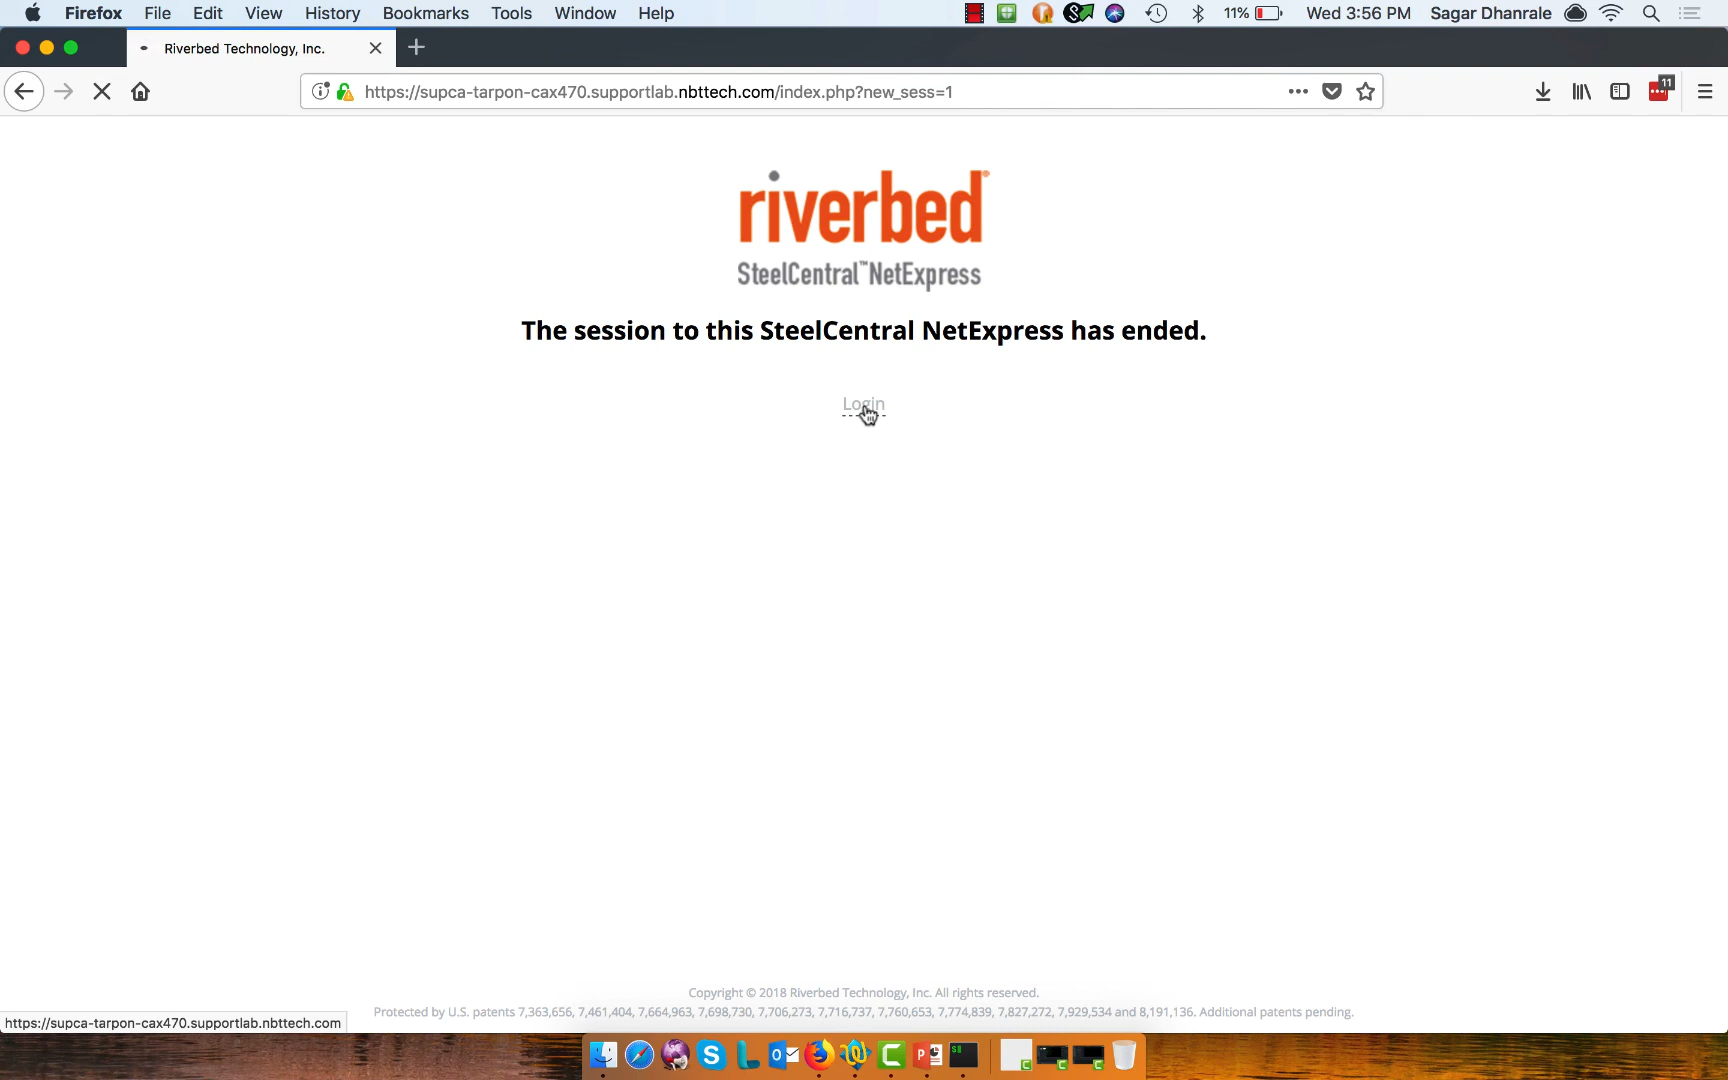 Firefox File Edit View History Bookmarks Tools Window Help 11% Wed 3:56 PM Sagar Dhanrale
Riverbed Technology, Inc.
https://supca-tarpon-cax470.supportlab.nbttech.com/index.php?new_sess=1
11
riverbed®
SteelCentral™NetExpress
The session to this SteelCentral NetExpress has ended.
Login
Copyright © 2018 Riverbed Technology, Inc. All rights reserved.
Protected by U.S. patents 7,363,656, 7,461,404, 7,664,963, 7,698,730, 7,706,273, 7,716,737, 7,760,653, 7,774,839, 7,827,272, 7,929,534 and 8,191,136. Additional patents pending.
https://supca-tarpon-cax470.supportlab.nbttech.com